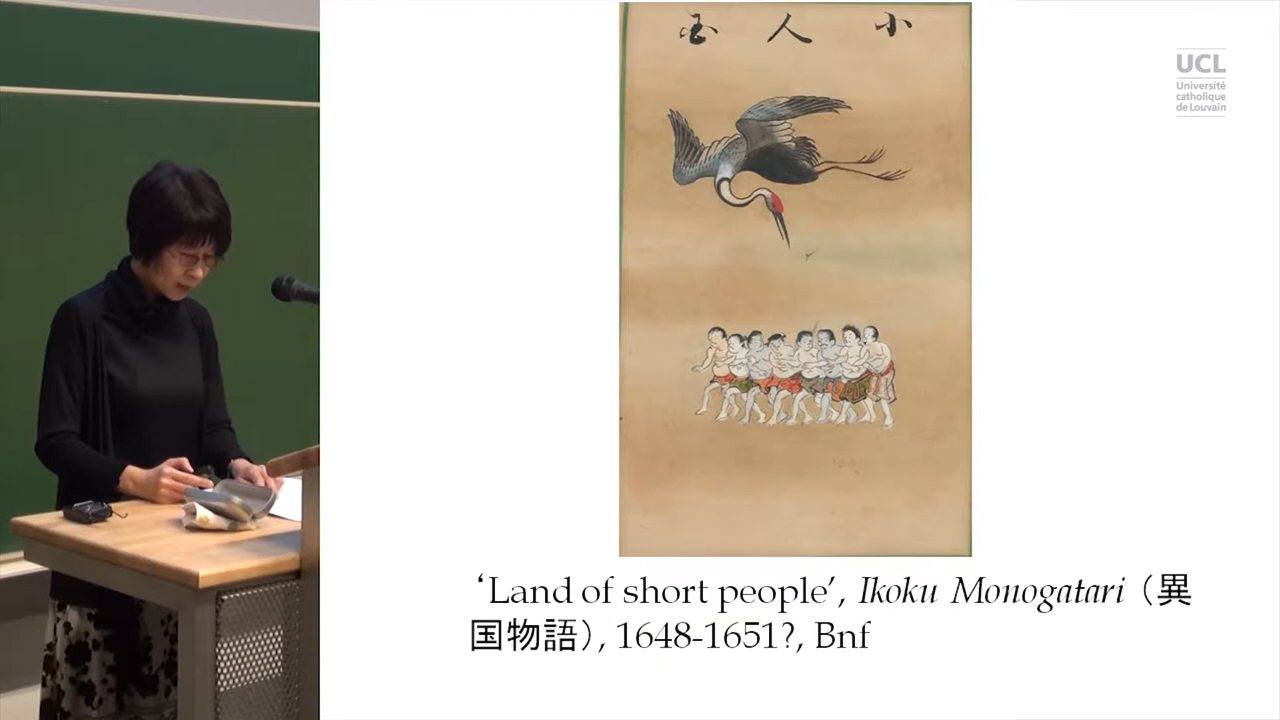 小人国
UCL
Université
catholique
de Louvain
‘Land of short people’, Ikoku Monogatari（異
国物語）, 1648-1651?, Bnf